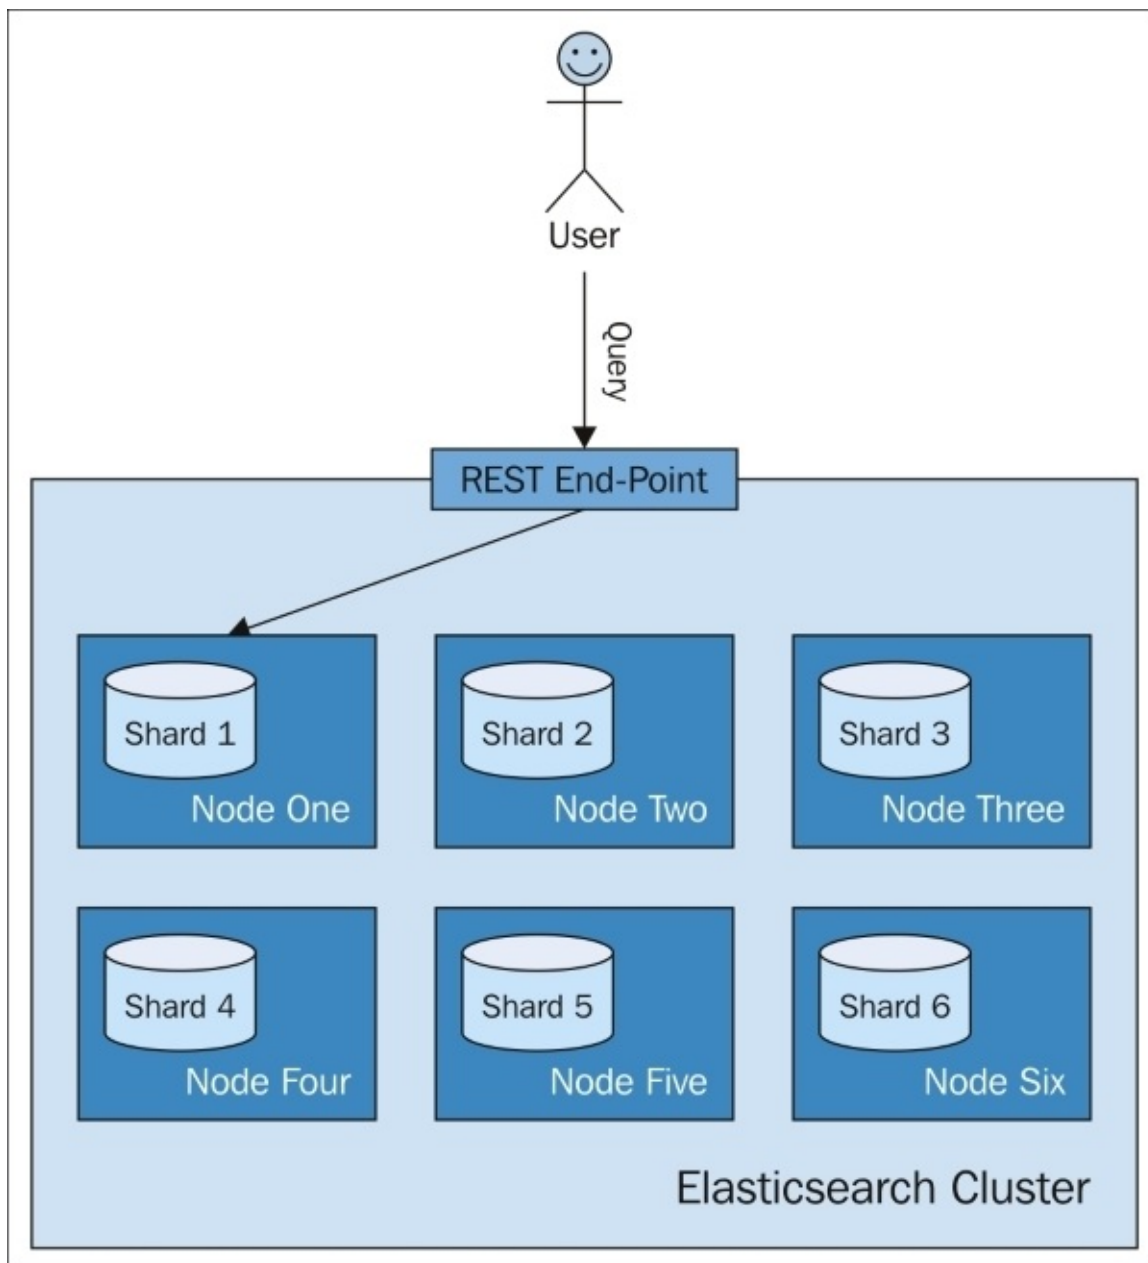 User
Query
REST End-Point
Shard 1
Node One
Shard 2
Node Two
Shard 3
Node Three
Shard 4
Node Four
Shard 5
Node Five
Shard 6
Node Six
Elasticsearch Cluster